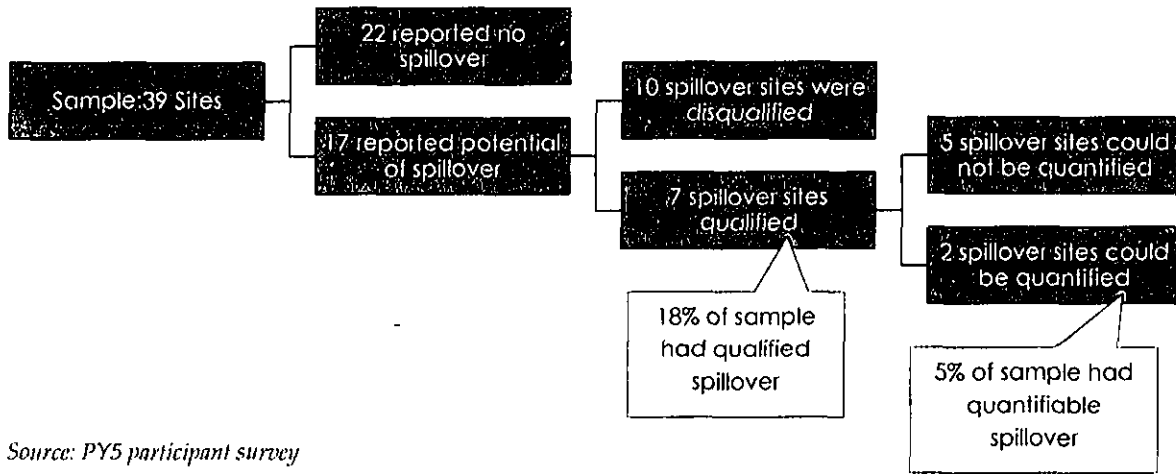 22 reported no
spillover
Sample:39 Sites
10 spillover sites were
disqualified
17 reported potential
of spillover
5 spillover sites could
not be quantified
7 spillover sites
qualified
2 spillover sites could
be quantified
18% of sample
had qualified
spillover
5% of sample had
quantifiable
spillover
Source: PY5 participant survey